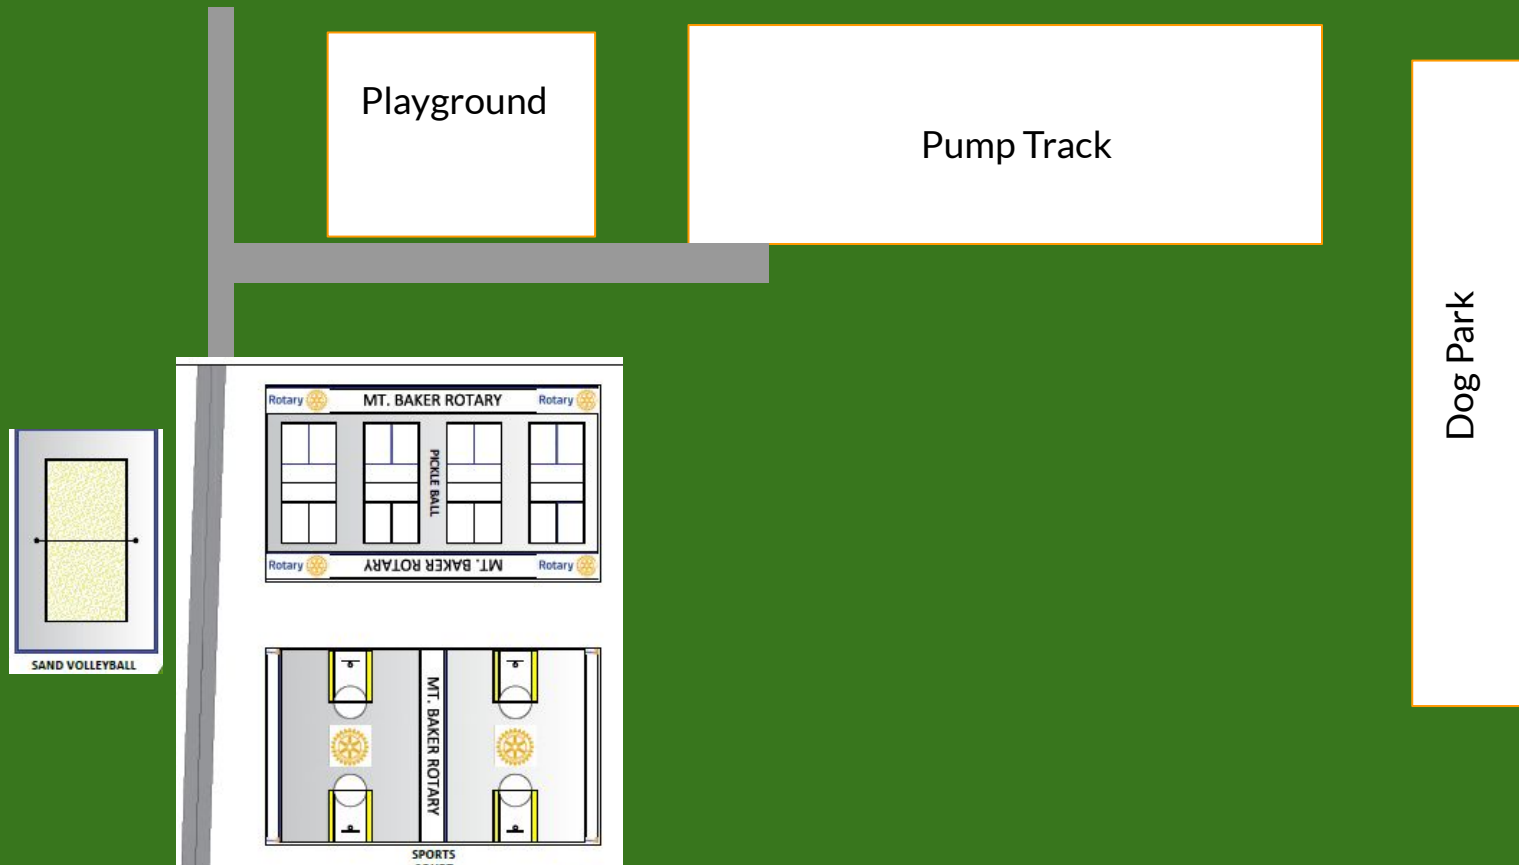 Playground
Pump Track
Dog Park
Rotary MT. BAKER ROTARY Rotary
PICKLE BALL
Rotary MT. BAKER ROTARY Rotary
SAND VOLLEYBALL
MT. BAKER ROTARY
SPORTS